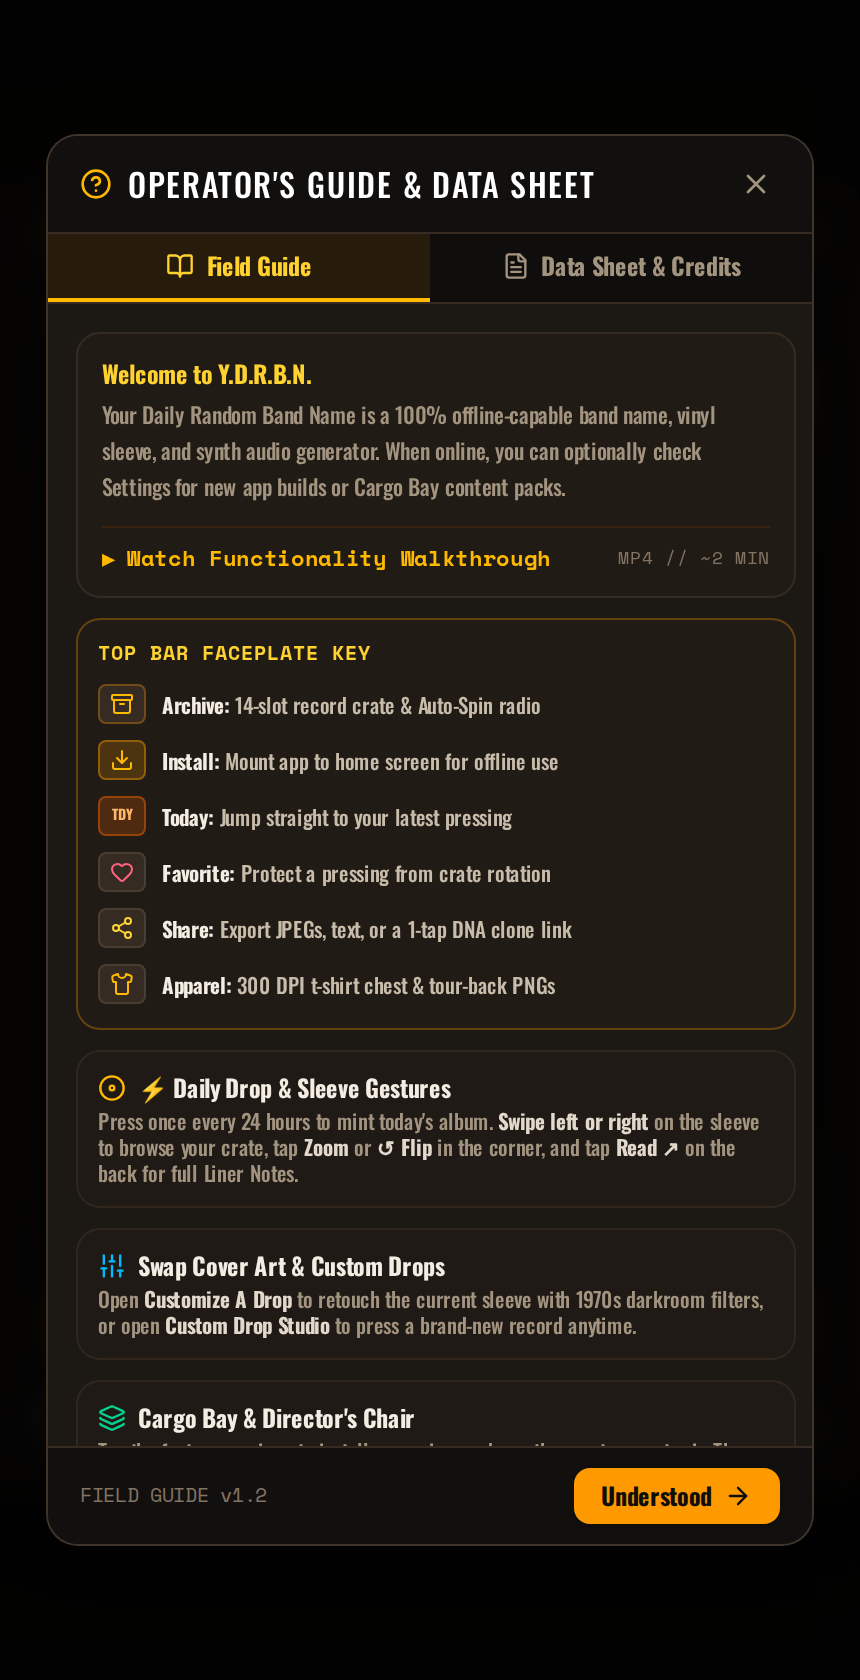 OPERATOR'S GUIDE & DATA SHEET
Field Guide
Data Sheet & Credits
Welcome to Y.D.R.B.N.
Your Daily Random Band Name is a 100% offline-capable band name, vinyl
sleeve, and synth audio generator. When online, you can optionally check
Settings for new app builds or Cargo Bay content packs.
▶ Watch Functionality Walkthrough
MP4 // ~2 MIN
TOP BAR FACEPLATE KEY
Archive: 14-slot record crate & Auto-Spin radio
Install: Mount app to home screen for offline use
TDY Today: Jump straight to your latest pressing
Favorite: Protect a pressing from crate rotation
Share: Export JPEGs, text, or a 1-tap DNA clone link
Apparel: 300 DPI t-shirt chest & tour-back PNGs
⚡ Daily Drop & Sleeve Gestures
Press once every 24 hours to mint today's album. Swipe left or right on the sleeve
to browse your crate, tap Zoom or ↺ Flip in the corner, and tap Read ↗ on the
back for full Liner Notes.
Swap Cover Art & Custom Drops
Open Customize A Drop to retouch the current sleeve with 1970s darkroom filters,
or open Custom Drop Studio to press a brand-new record anytime.
Cargo Bay & Director's Chair
FIELD GUIDE v1.2
Understood →